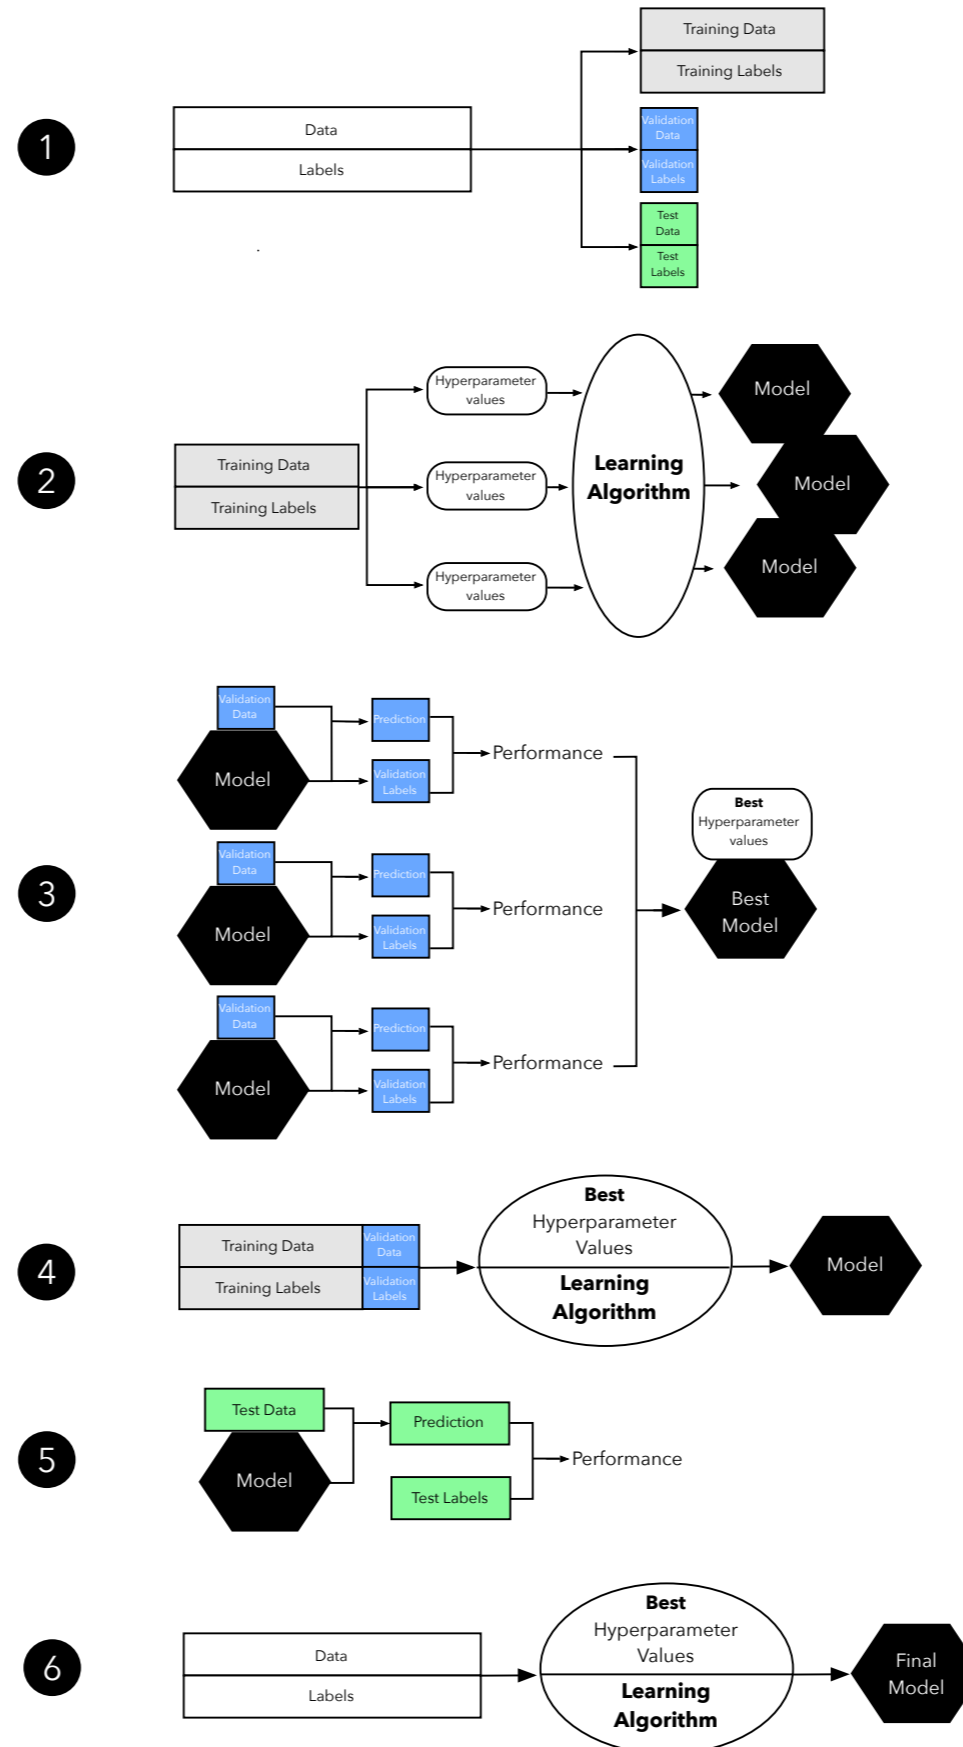 Training Data
Training Labels
1
Data
Labels
Validation
Data
Validation
Labels
Test
Data
Test
Labels
2
Training Data
Training Labels
Hyperparameter
values
Hyperparameter
values
Hyperparameter
values
Learning
Algorithm
Model
Model
Model
3
Validation
Data
Model
Prediction
Validation
Labels
Performance
Validation
Data
Model
Prediction
Validation
Labels
Performance
Validation
Data
Model
Prediction
Validation
Labels
Performance
Best
Hyperparameter
values
Best
Model
4
Training Data
Training Labels
Validation
Data
Validation
Labels
Best
Hyperparameter
Values
Learning
Algorithm
Model
5
Test Data
Model
Prediction
Test Labels
Performance
6
Data
Labels
Best
Hyperparameter
Values
Learning
Algorithm
Final
Model